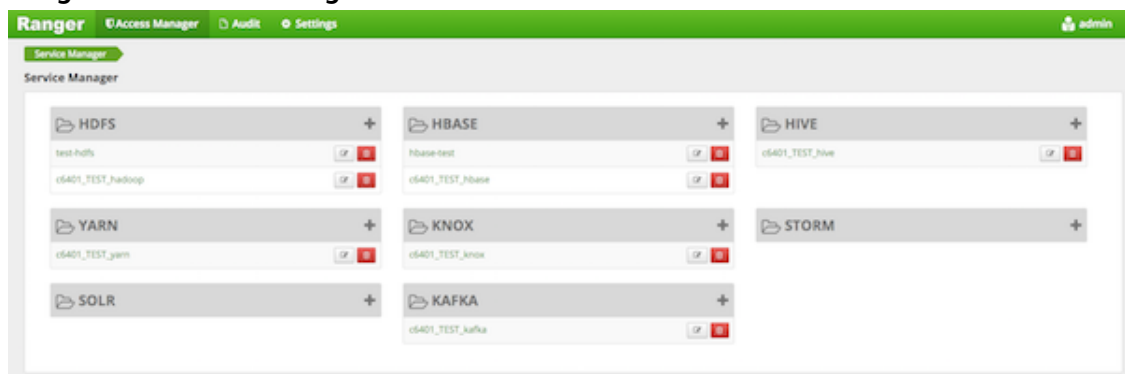 Ranger Access Manager Audit Settings admin
Service Manager
Service Manager
HDFS + HBASE + HIVE +
test-hdfs hbase-test c6401_TEST_hive
c6401_TEST_hadoop c6401_TEST_hbase
YARN + KNOX + STORM +
c6401_TEST_yarn c6401_TEST_knox
SOLR + KAFKA +
c6401_TEST_kafka